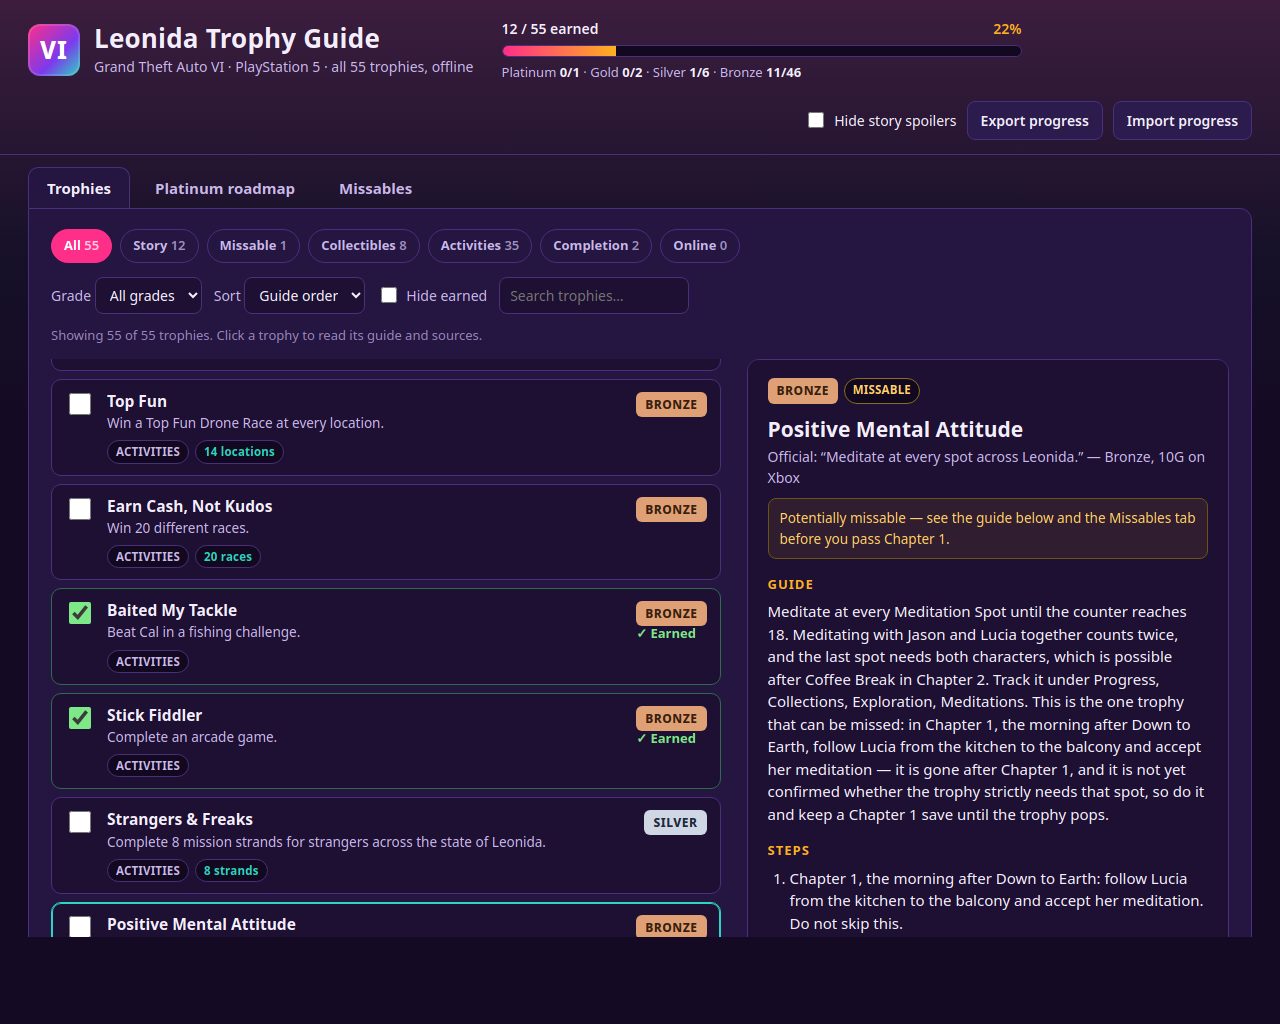 VI
Leonida Trophy Guide
Grand Theft Auto VI · PlayStation 5 · all 55 trophies, offline
12 / 55 earned 22%
Platinum 0/1 · Gold 0/2 · Silver 1/6 · Bronze 11/46
Hide story spoilers Export progress Import progress
Trophies Platinum roadmap Missables
All 55 Story 12 Missable 1 Collectibles 8 Activities 35 Completion 2 Online 0
Grade All grades Sort Guide order Hide earned Search trophies...
Showing 55 of 55 trophies. Click a trophy to read its guide and sources.
Top Fun BRONZE
Win a Top Fun Drone Race at every location.
ACTIVITIES 14 locations
Earn Cash, Not Kudos BRONZE
Win 20 different races.
ACTIVITIES 20 races
Baited My Tackle BRONZE
Beat Cal in a fishing challenge. ✓ Earned
ACTIVITIES
Stick Fiddler BRONZE
Complete an arcade game. ✓ Earned
ACTIVITIES
Strangers & Freaks SILVER
Complete 8 mission strands for strangers across the state of Leonida.
ACTIVITIES 8 strands
Positive Mental Attitude BRONZE
BRONZE MISSABLE
Positive Mental Attitude
Official: “Meditate at every spot across Leonida.” — Bronze, 10G on
Xbox
Potentially missable — see the guide below and the Missables tab
before you pass Chapter 1.
GUIDE
Meditate at every Meditation Spot until the counter reaches
18. Meditating with Jason and Lucia together counts twice,
and the last spot needs both characters, which is possible
after Coffee Break in Chapter 2. Track it under Progress,
Collections, Exploration, Meditations. This is the one trophy
that can be missed: in Chapter 1, the morning after Down to
Earth, follow Lucia from the kitchen to the balcony and accept
her meditation — it is gone after Chapter 1, and it is not yet
confirmed whether the trophy strictly needs that spot, so do it
and keep a Chapter 1 save until the trophy pops.
STEPS
1. Chapter 1, the morning after Down to Earth: follow Lucia
from the kitchen to the balcony and accept her meditation.
Do not skip this.